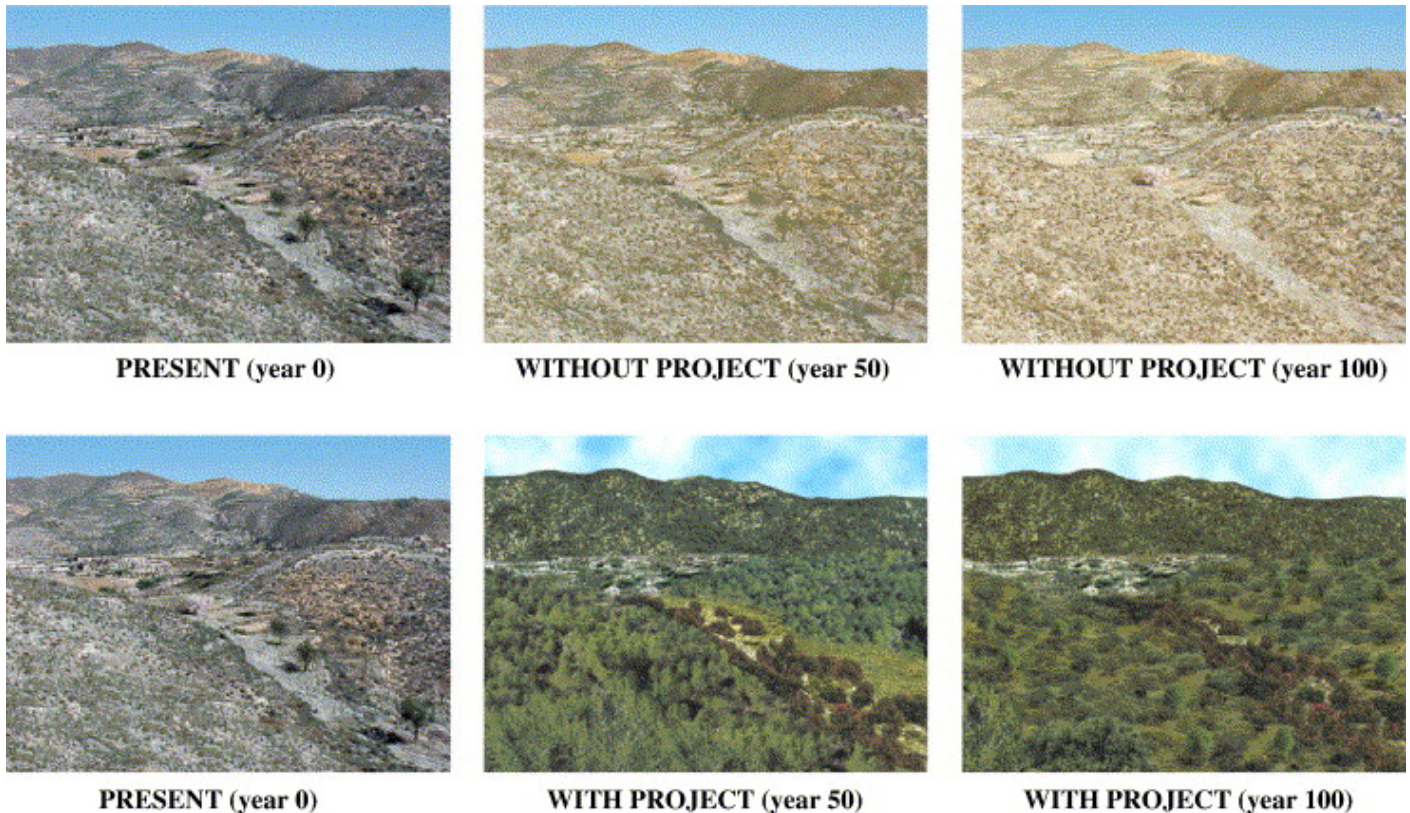 PRESENT (year 0)
WITHOUT PROJECT (year 50)
WITHOUT PROJECT (year 100)
PRESENT (year 0)
WITH PROJECT (year 50)
WITH PROJECT (year 100)